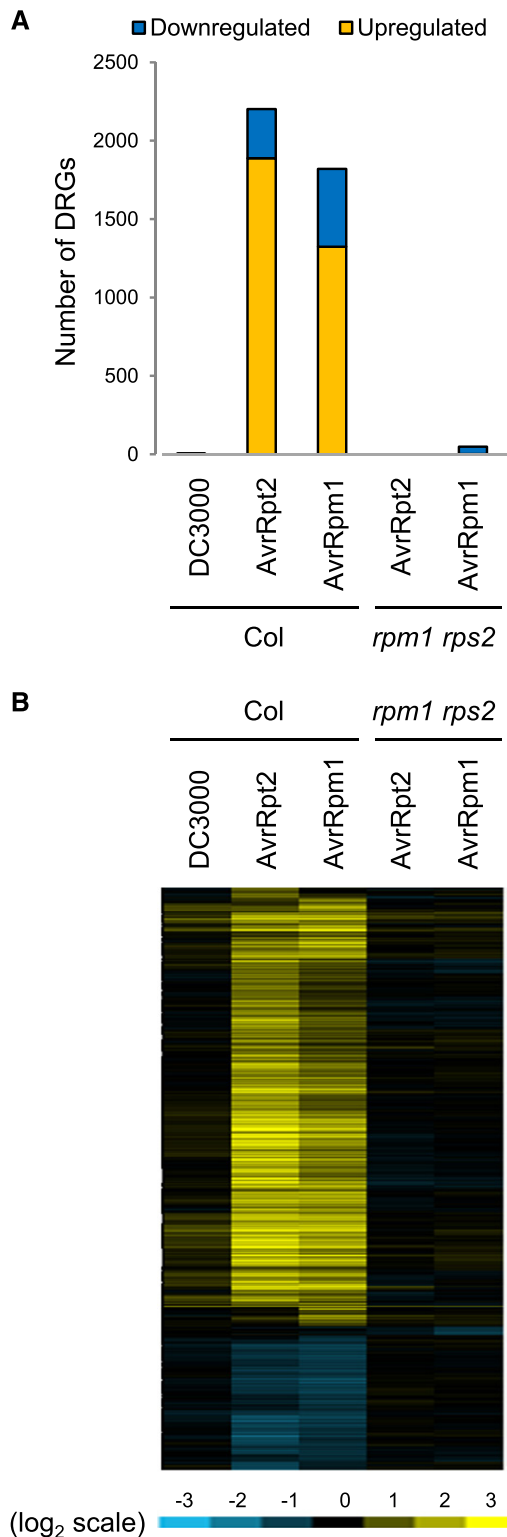 A
Downregulated Upregulated
Number of DRGs
2500
2000
1500
1000
500
0
DC3000
AvrRpt2
AvrRpm1
AvrRpt2
AvrRpm1
Col rpm1 rps2
B
Col rpm1 rps2
DC3000
AvrRpt2
AvrRpm1
AvrRpt2
AvrRpm1
-3 -2 -1 0 1 2 3
(log2 scale)